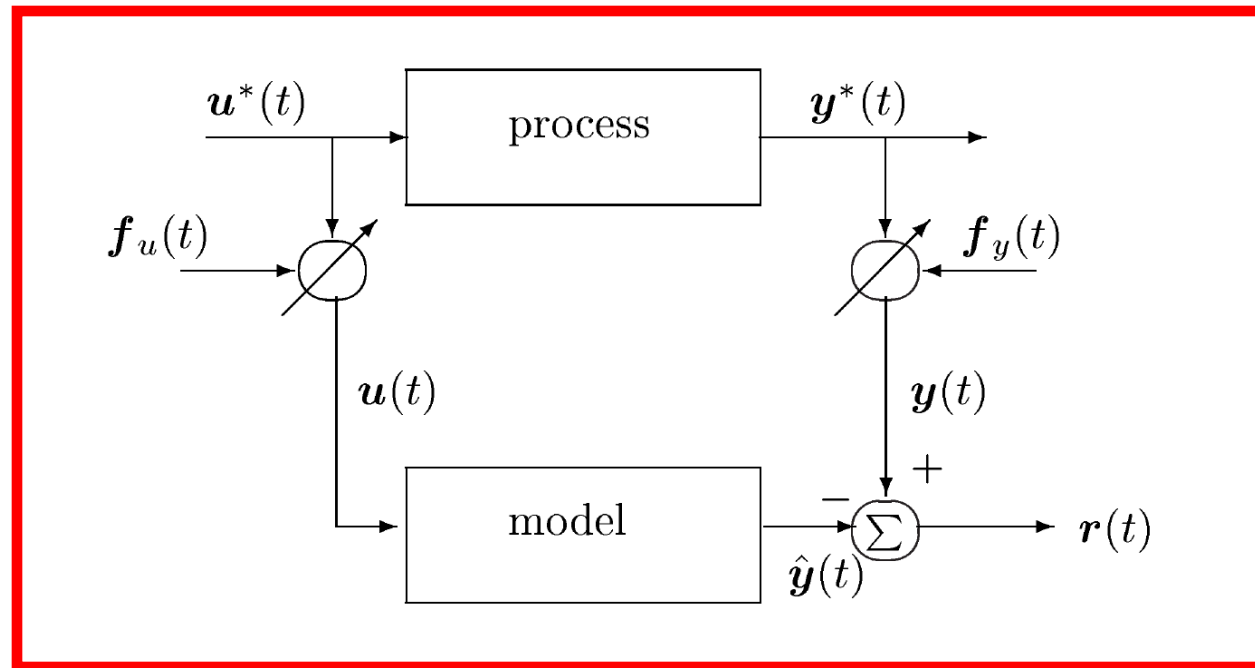 u*(t)
process
y*(t)
f_u(t)
f_y(t)
u(t)
y(t)
+
−
model
∑
r(t)
ŷ(t)